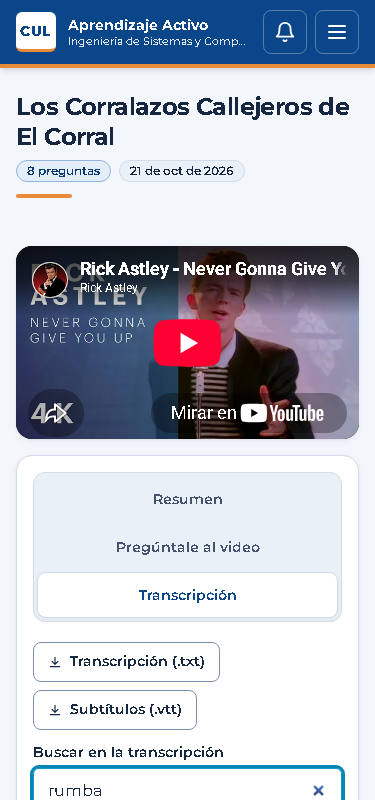 CUL
Aprendizaje Activo
Ingeniería de Sistemas y Comp...
Los Corralazos Callejeros de
El Corral
8 preguntas
21 de oct de 2026
Rick Astley - Never Gonna Give Yo
Rick Astley
ASTLEY
NEVER GONNA
GIVE YOU UP
4K
Mirar en YouTube
Resumen
Pregúntale al video
Transcripción
Transcripción (.txt)
Subtítulos (.vtt)
Buscar en la transcripción
rumba